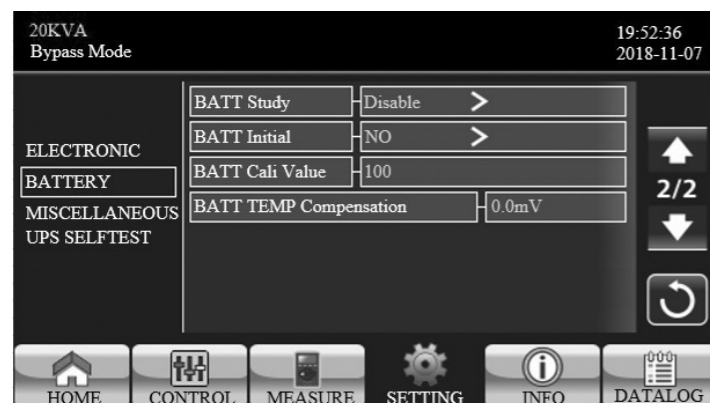 20KVA
Bypass Mode
19:52:36
2018-11-07
ELECTRONIC
BATTERY
MISCELLANEOUS
UPS SELFTEST
BATT Study Disable >
BATT Initial NO >
BATT Cali Value 100
BATT TEMP Compensation 0.0mV
2/2
HOME CONTROL MEASURE SETTING INFO DATALOG